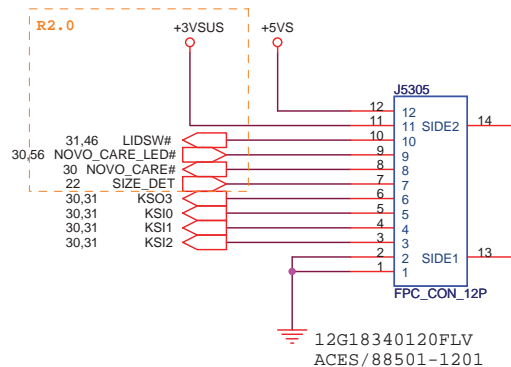 R2.0
+3VSUS
+5VS
J5305
12 12
11 11 SIDE2 14
31,46 LIDSW# 10 10
30,56 NOVO_CARE_LED# 9 9
30 NOVO_CARE# 8 8
22 SIZE_DET 7 7
30,31 KSO3 6 6
30,31 KSI0 5 5
30,31 KSI1 4 4
30,31 KSI2 3 3
2 2 SIDE1 13
1 1
FPC_CON_12P
12G18340120FLV
ACES/88501-1201